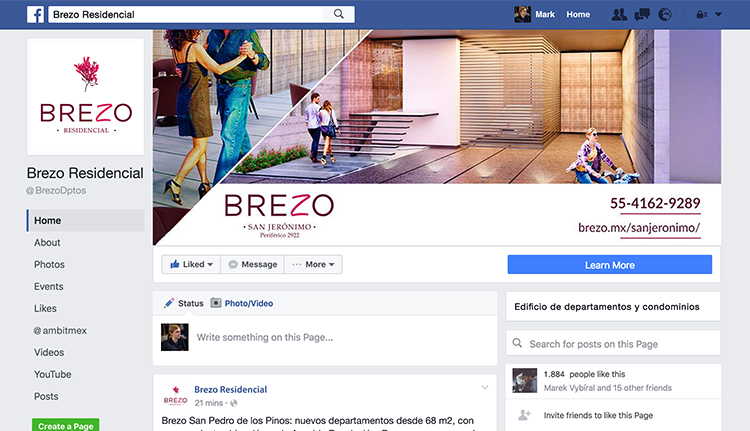 Brezo Residencial
Mark
Home
BREZO
• RESIDENCIAL •
Brezo Residencial
@BrezoDptos
Home
About
Photos
Events
Likes
@ambitmex
Videos
YouTube
Posts
Create a Page
BREZO
• SAN JERÓNIMO •
Periférico 2922
55-4162-9289
brezo.mx/sanjeronimo/
Liked
Message
More
Learn More
Status
Photo/Video
Write something on this Page...
BREZO
Brezo Residencial
21 mins
Brezo San Pedro de los Pinos: nuevos departamentos desde 68 m2, con
Edificio de departamentos y condominios
Search for posts on this Page
1.884 people like this
Marek Vybíral and 15 other friends
Invite friends to like this Page